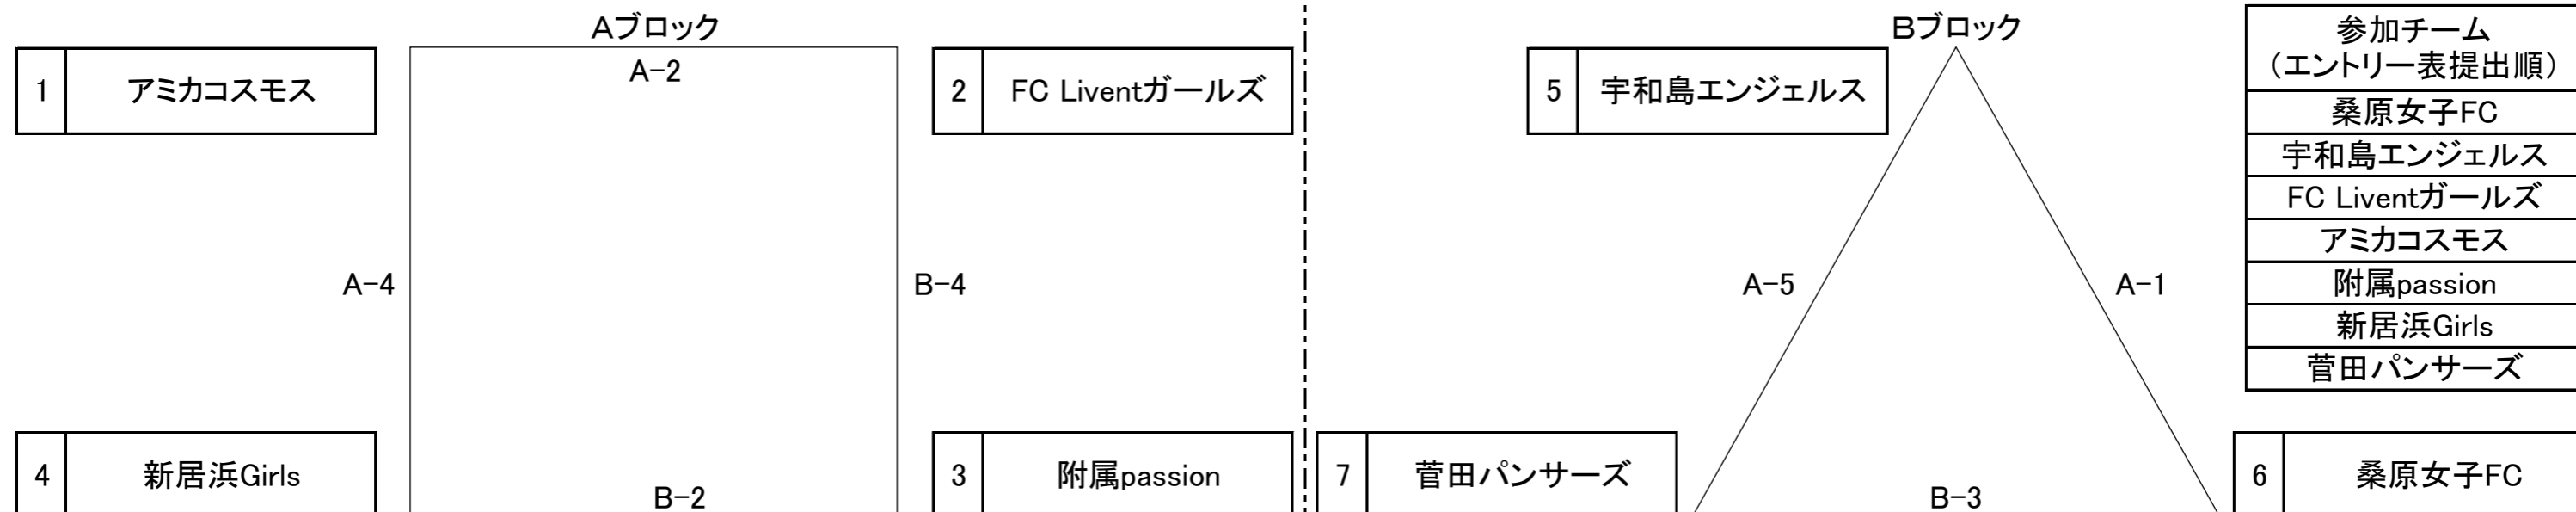 Aブロック
1 アミカコスモス
A-2
2 FC Liventガールズ
A-4
B-4
4 新居浜Girls
B-2
3 附属passion
Bブロック
5 宇和島エンジェルス
A-5
A-1
7 菅田パンサーズ
B-3
6 桑原女子FC
参加チーム
（エントリー表提出順）
桑原女子FC
宇和島エンジェルス
FC Liventガールズ
アミカコスモス
附属passion
新居浜Girls
菅田パンサーズ